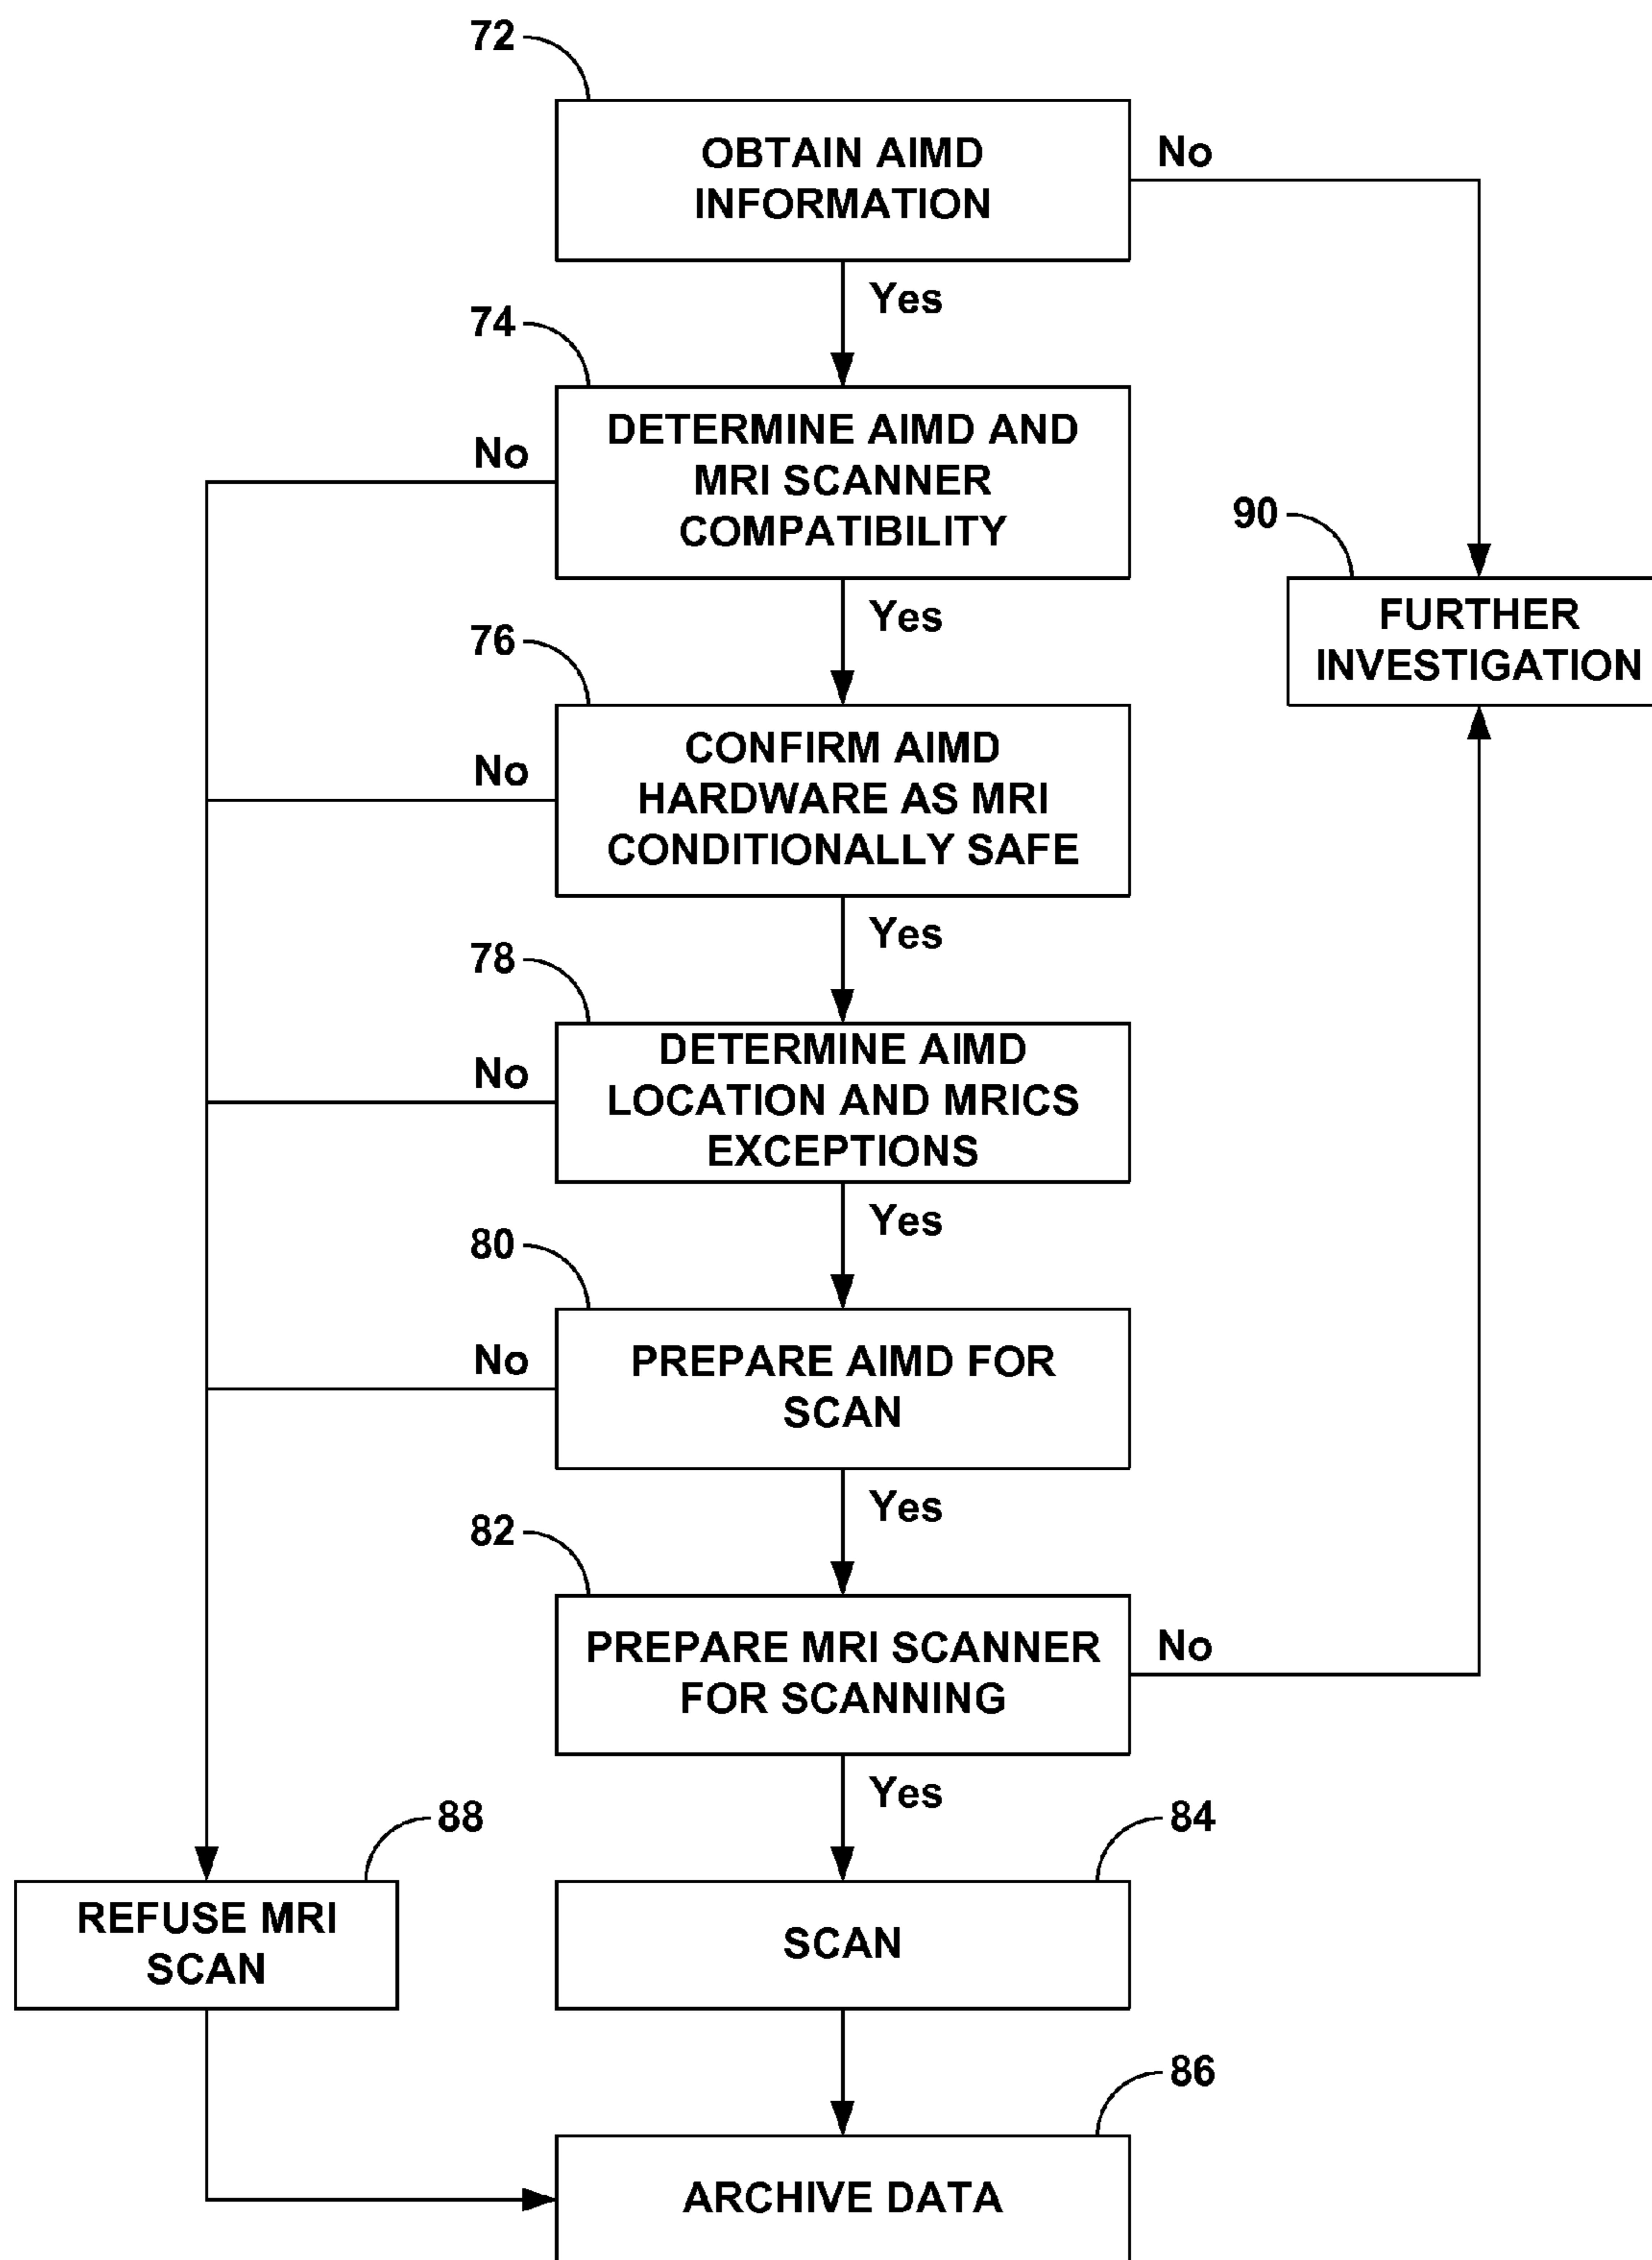 72
OBTAIN AIMD
INFORMATION
No
Yes
74
DETERMINE AIMD AND
MRI SCANNER
COMPATIBILITY
No
90
FURTHER
INVESTIGATION
Yes
76
CONFIRM AIMD
HARDWARE AS MRI
CONDITIONALLY SAFE
No
Yes
78
DETERMINE AIMD
LOCATION AND MRICS
EXCEPTIONS
No
Yes
80
PREPARE AIMD FOR
SCAN
No
Yes
82
PREPARE MRI SCANNER
FOR SCANNING
No
Yes
88
REFUSE MRI
SCAN
84
SCAN
86
ARCHIVE DATA